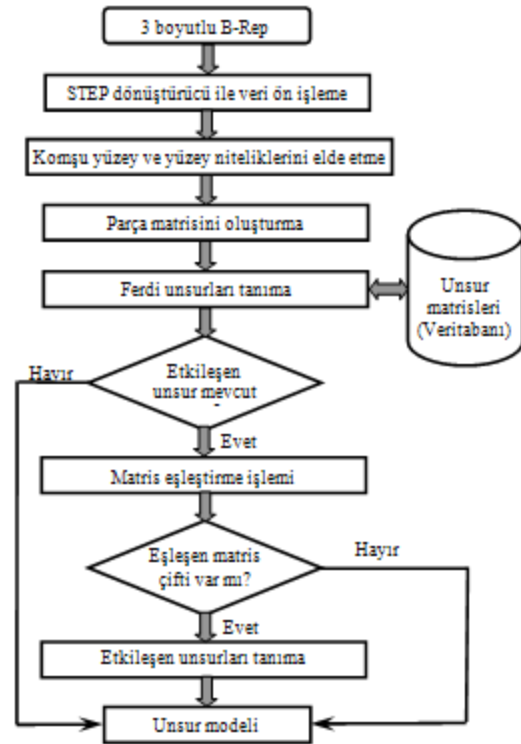 3 boyutlu B-Rep
STEP dönüştürücü ile veri ön işleme
Komşu yüzey ve yüzey niteliklerini elde etme
Parça matrisini oluşturma
Ferdi unsurları tanıma
Unsur
matrisleri
(Veritabanı)
Etkileşen
unsur mevcut
Hayır
Evet
Matris eşleştirme işlemi
Eşleşen matris
çifti var mı?
Hayır
Evet
Etkileşen unsurları tanıma
Unsur modeli